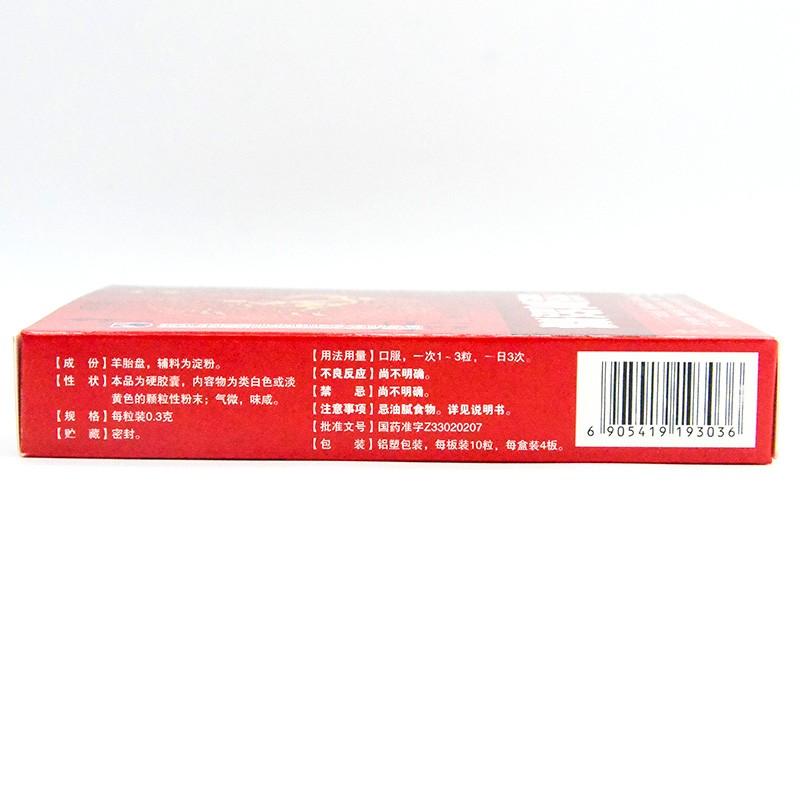 【成 份】羊胎盘，辅料为淀粉。
【性 状】本品为硬胶囊，内容物为类白色或淡
黄色的颗粒性粉末；气微，味咸。
【规 格】每粒装0.3克
【贮 藏】密封。
【用法用量】口服，一次1~3粒，一日3次。
【不良反应】尚不明确。
【禁 忌】尚不明确。
【注意事项】忌油腻食物。详见说明书。
【批准文号】国药准字Z33020207
【包 装】铝塑包装，每板装10粒，每盒装4板。
6 905419 193036